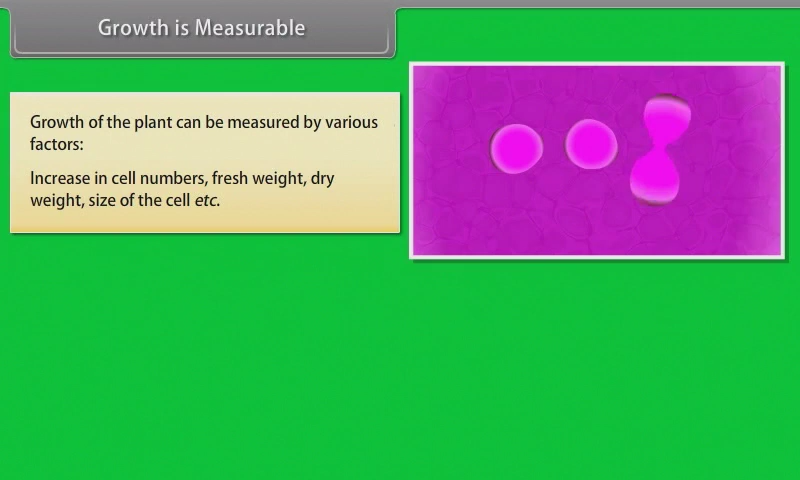 Growth is Measurable
Growth of the plant can be measured by various
factors:
Increase in cell numbers, fresh weight, dry
weight, size of the cell etc.